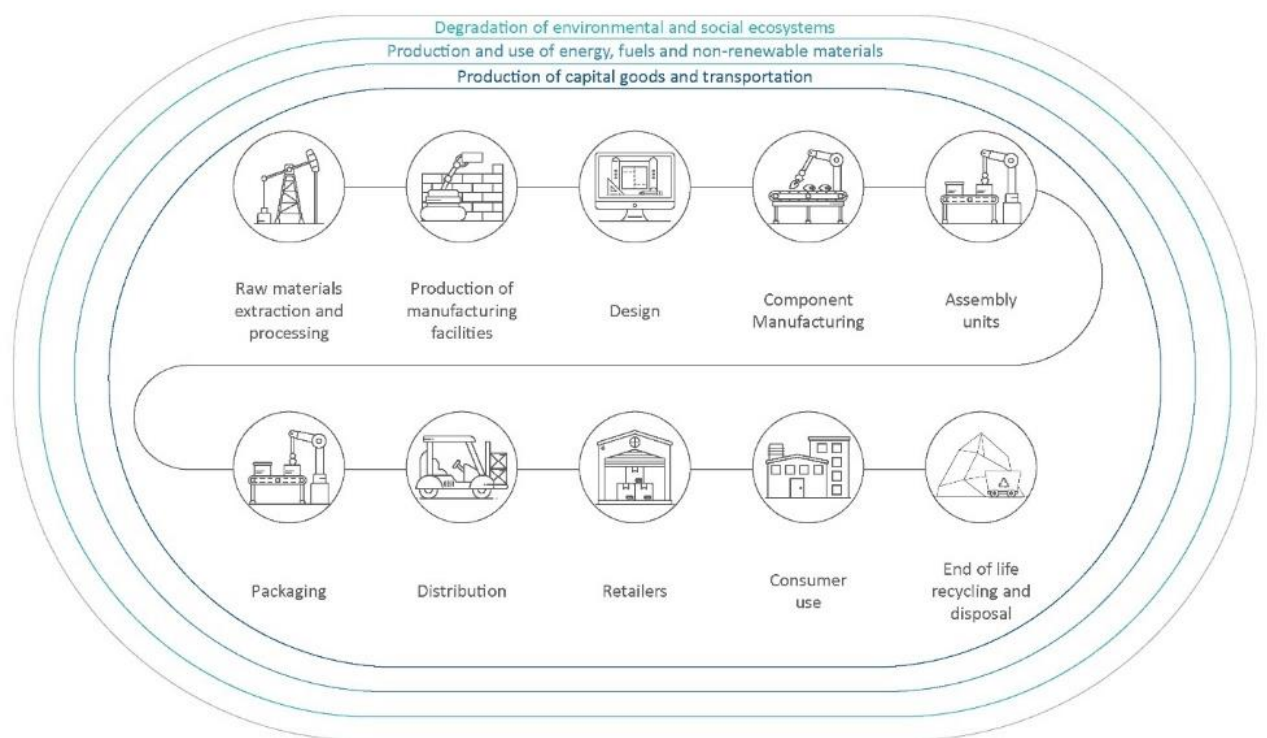 Degradation of environmental and social ecosystems
Production and use of energy, fuels and non-renewable materials
Production of capital goods and transportation
Raw materials
extraction and
processing
Production of
manufacturing
facilities
Design
Component
Manufacturing
Assembly
units
Packaging
Distribution
Retailers
Consumer
use
End of life
recycling and
disposal